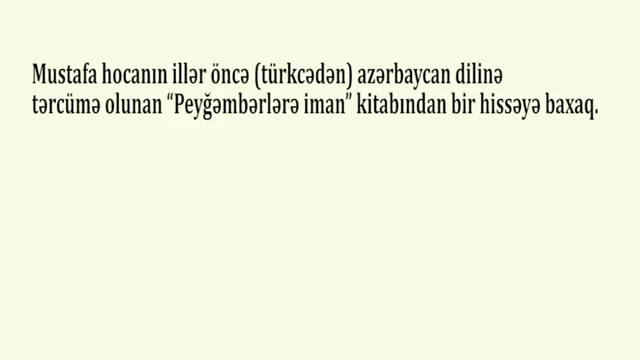 Mustafa hocanın illər öncə (türkcədən) azərbaycan dilinə
tərcümə olunan “Peyğəmbərlərə iman” kitabından bir hissəyə baxaq.